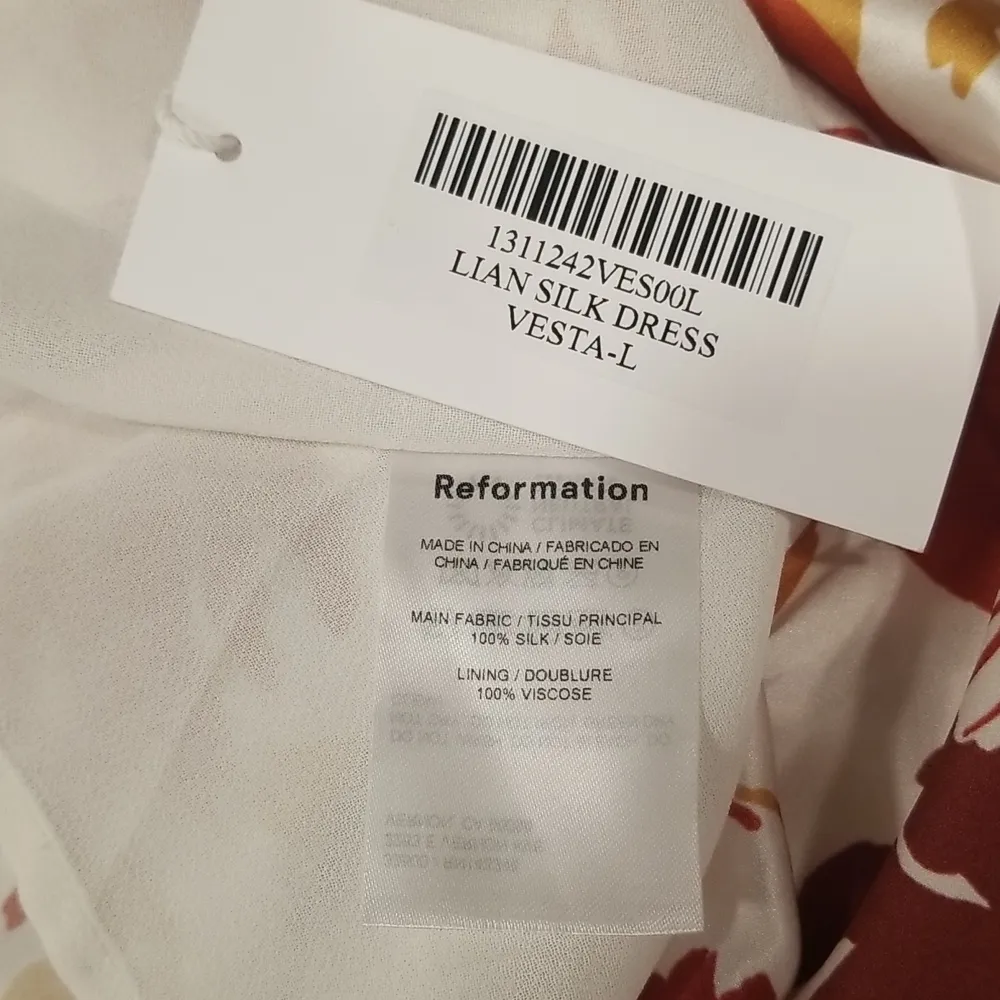 1311242VES00L
LIAN SILK DRESS
VESTA-L
Reformation
MADE IN CHINA / FABRICADO EN
CHINA / FABRIQUÉ EN CHINE
MAIN FABRIC / TISSU PRINCIPAL
100% SILK / SOIE
LINING / DOUBLURE
100% VISCOSE